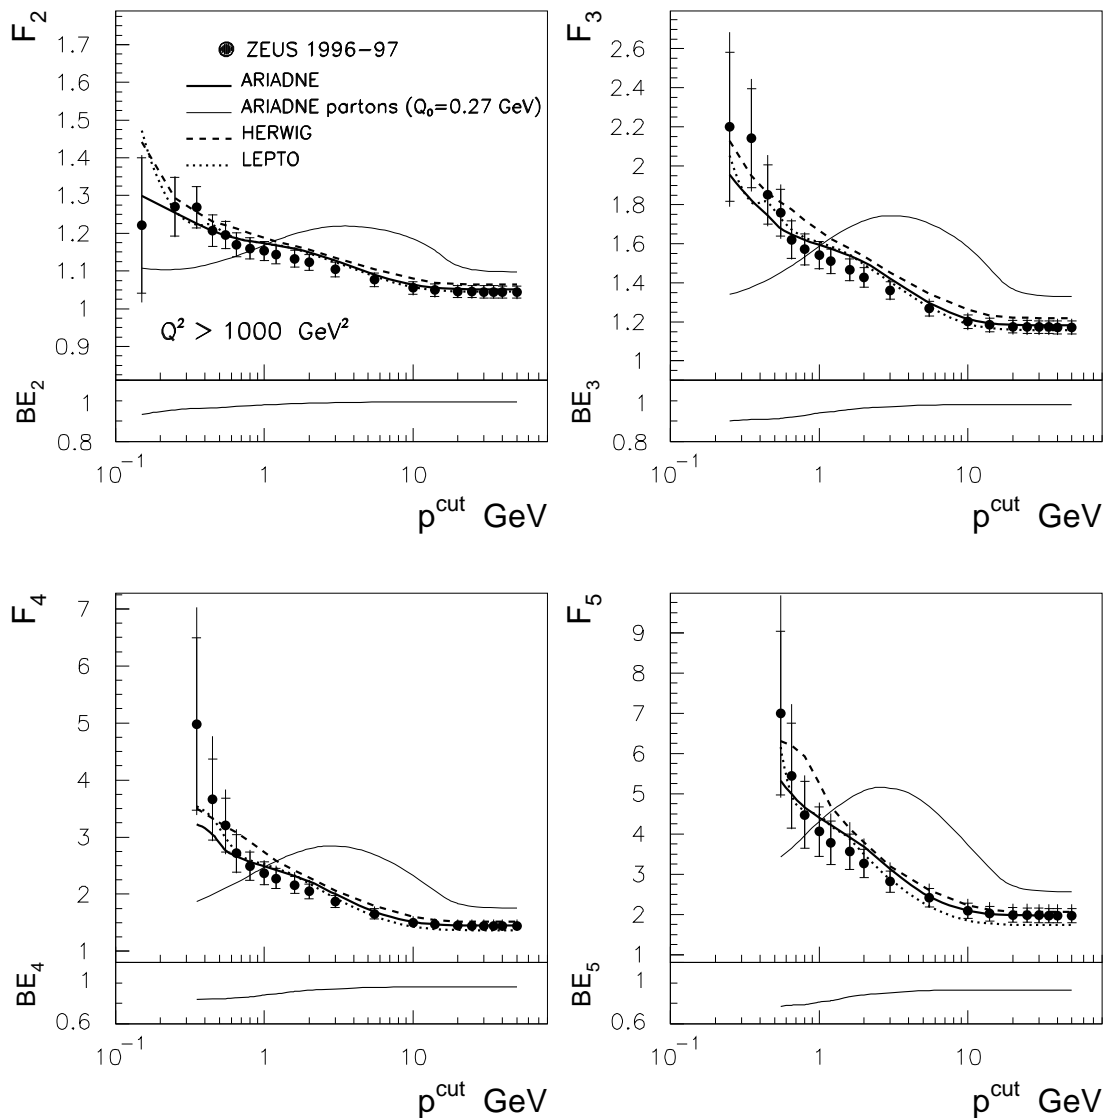 F2
1.7
1.6
1.5
1.4
1.3
1.2
1.1
1
0.9
ZEUS 1996-97
ARIADNE
ARIADNE partons (Q0=0.27 GeV)
HERWIG
LEPTO
Q² > 1000 GeV²
BE2
1
0.8
10⁻¹ 1 10
p^cut GeV
F3
2.6
2.4
2.2
2
1.8
1.6
1.4
1.2
1
BE3
1
0.8
10⁻¹ 1 10
p^cut GeV
F4
7
6
5
4
3
2
1
BE4
1
0.6
10⁻¹ 1 10
p^cut GeV
F5
9
8
7
6
5
4
3
2
1
BE5
1
0.6
10⁻¹ 1 10
p^cut GeV